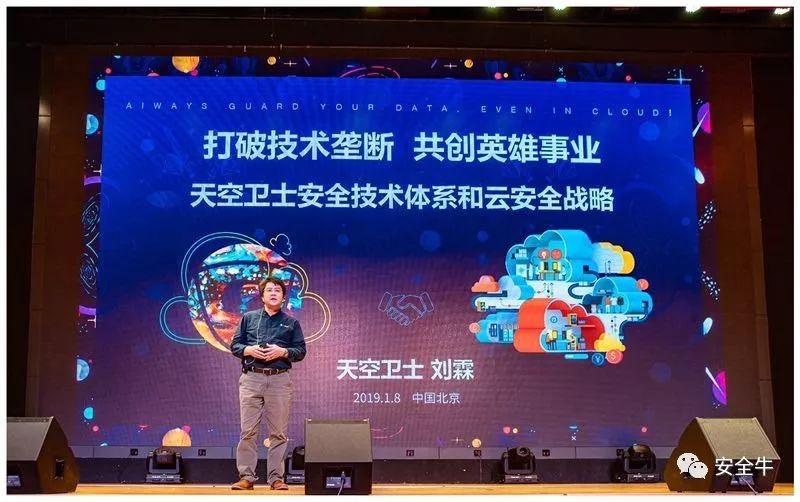 AlWAYS GUARD YOUR DATA, EVEN IN CLOUD!
打破技术垄断 共创英雄事业
天空卫士安全技术体系和云安全战略
天空卫士 刘霖
2019.1.8 中国北京
安全牛